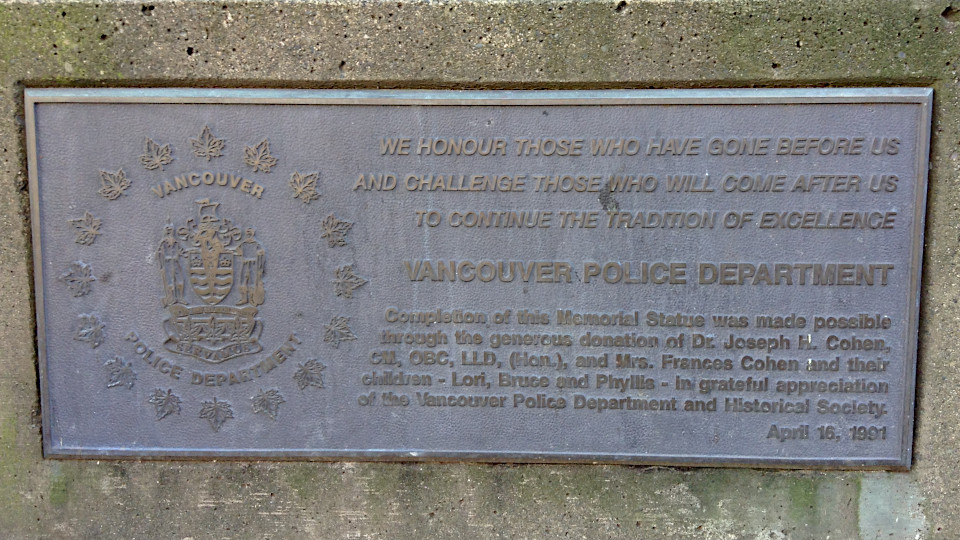 VANCOUVER
POLICE DEPARTMENT
WE HONOUR THOSE WHO HAVE GONE BEFORE US
AND CHALLENGE THOSE WHO WILL COME AFTER US
TO CONTINUE THE TRADITION OF EXCELLENCE
VANCOUVER POLICE DEPARTMENT
Completion of this Memorial Statue was made possible
through the generous donation of Dr. Joseph H. Cohen,
CM, OBC, LLD, (Hon.), and Mrs. Frances Cohen and their
children - Lori, Bruce and Phyllis - in grateful appreciation
of the Vancouver Police Department and Historical Society.
April 16, 1991